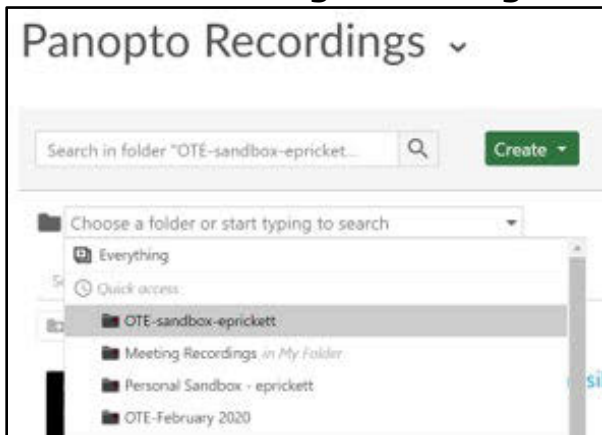 Panopto Recordings
Search in folder "OTE-sandbox-epricket...
Create
Choose a folder or start typing to search
Everything
Quick access
OTE-sandbox-eprickett
Meeting Recordings in My Folder
Personal Sandbox - eprickett
OTE-February 2020